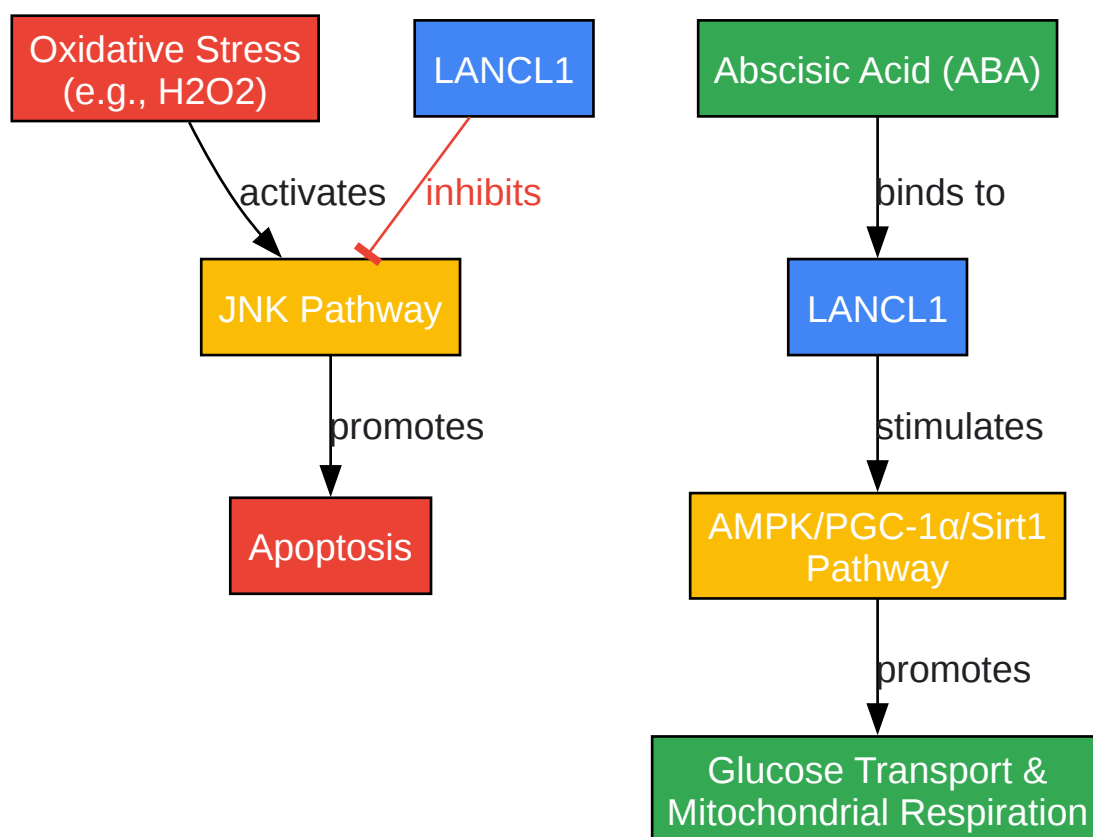 Oxidative Stress
(e.g., H2O2)
LANCL1
activates
inhibits
JNK Pathway
promotes
Apoptosis
Abscisic Acid (ABA)
binds to
LANCL1
stimulates
AMPK/PGC-1α/Sirt1
Pathway
promotes
Glucose Transport &
Mitochondrial Respiration